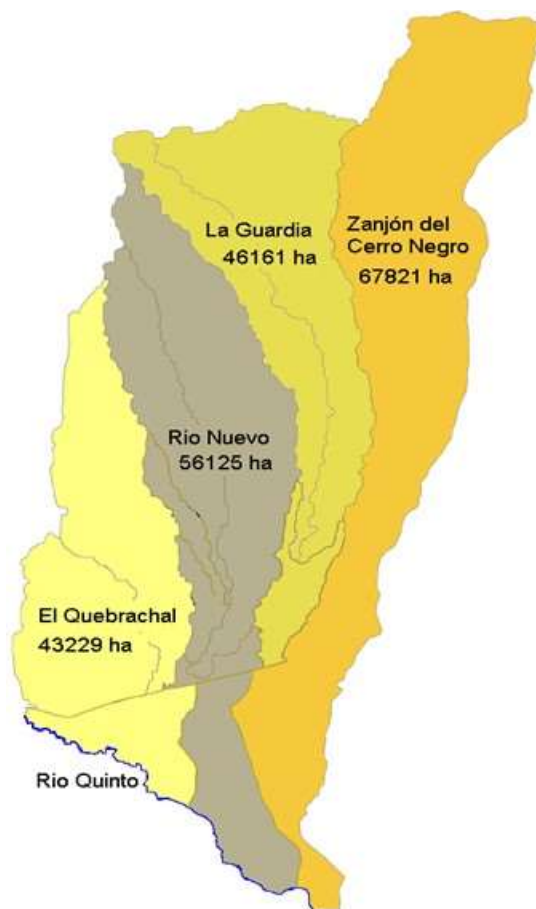 La Guardia
46161 ha
Zanjón del
Cerro Negro
67821 ha
Rio Nuevo
56125 ha
El Quebrachal
43229 ha
Rio Quinto